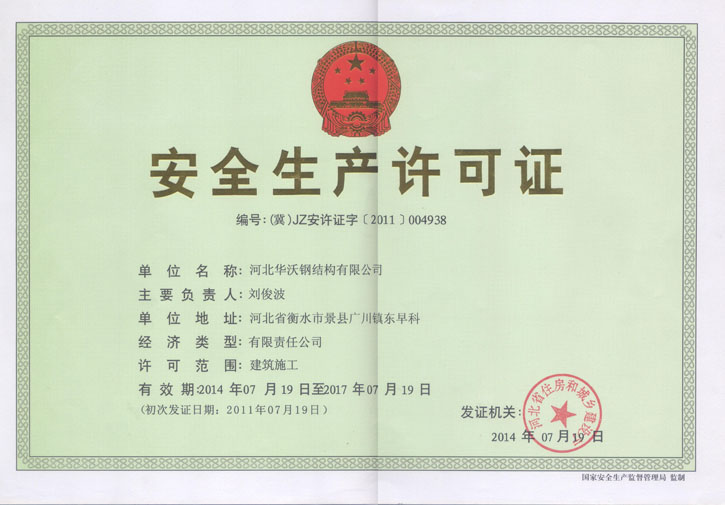 安全生产许可证
编号：（冀）JZ安许证字〔2011〕004938
单位名称：河北华沃钢结构有限公司
主要负责人：刘俊波
单位地址：河北省衡水市景县广川镇东早科
经济类型：有限责任公司
许可范围：建筑施工
有效期：2014 年07 月 19 日至2017 年 07 月 19 日
（初次发证日期：2011年07月19日）
发证机关：
河北省住房和城乡建设厅
2014 年 07 月 19 日
国家安全生产监督管理局 监制